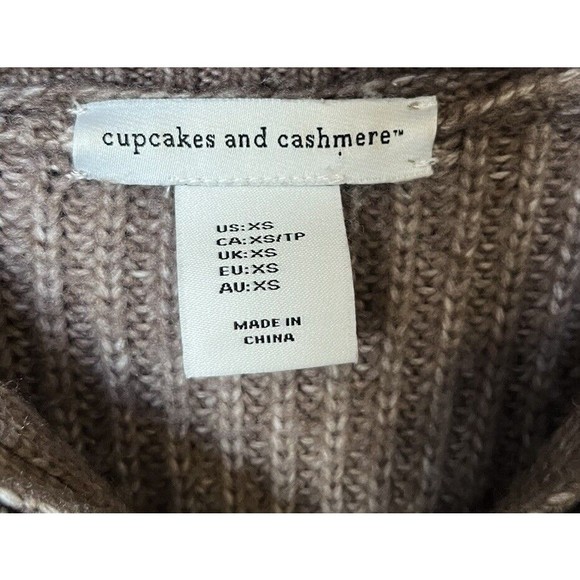 cupcakes and cashmere™
US:XS
CA:XS/TP
UK:XS
EU:XS
AU:XS
MADE IN
CHINA